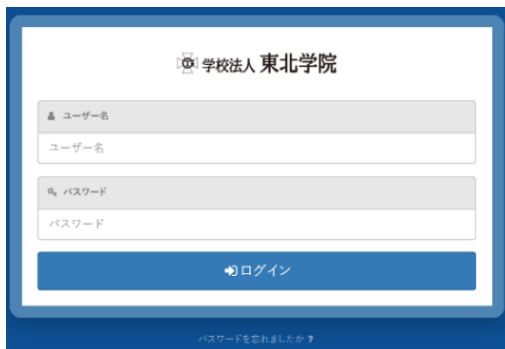 学校法人 東北学院
ユーザー名
ユーザー名
パスワード
パスワード
ログイン
パスワードを忘れましたか ?